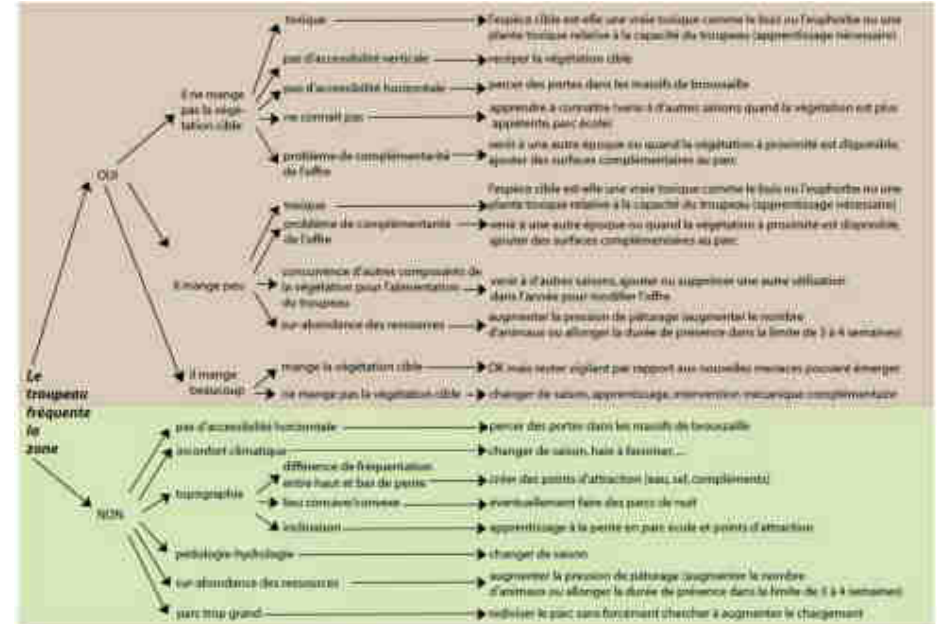 Le
troupeau
fréquente
la
zone
OUI
il ne mange
pas la végé-
tation cible
toxique
l'espèce cible est-elle une vraie toxique comme le buis ou l'euphorbe ou une
plante toxique relative à la capacité du troupeau (apprentissage nécessaire)
pas d'accessibilité verticale
recéper la végétation cible
pas d'accessibilité horizontale
percer des portes dans les massifs de broussaille
ne connaît pas
apprendre à connaître (venir à d'autres saisons quand la végétation est plus
appétente, parc école)
problème de complémentarité
de l'offre
venir à une autre époque ou quand la végétation à proximité est disponible,
ajouter des surfaces complémentaires au parc
il mange peu
toxique
l'espèce cible est-elle une vraie toxique comme le buis ou l'euphorbe ou une
plante toxique relative à la capacité du troupeau (apprentissage nécessaire)
problème de complémentarité
de l'offre
venir à une autre époque ou quand la végétation à proximité est disponible,
ajouter des surfaces complémentaires au parc
concurrence d'autres composants de
la végétation pour l'alimentation
du troupeau
venir à d'autres saisons, ajouter ou supprimer une autre utilisation
dans l'année pour modifier l'offre
sur-abondance des ressources
augmenter la pression de pâturage (augmenter le nombre
d'animaux ou allonger la durée de présence dans la limite de 3 à 4 semaines)
il mange
beaucoup
mange la végétation cible
OK mais rester vigilant par rapport aux nouvelles menaces pouvant émerger
ne mange pas la végétation cible
changer de saison, apprentissage, intervention mécanique complémentaire
NON
pas d'accessibilité horizontale
percer des portes dans les massifs de broussaille
inconfort climatique
changer de saison, haie à favoriser, ...
topographie
différence de fréquentation
entre haut et bas de pente
créer des points d'attraction (eau, sel, compléments)
lieu concave/convexe
eventuellement faire des parcs de nuit
inclinaison
apprentissage à la pente en parc école et points d'attraction
pédologie-hydrologie
changer de saison
sur-abondance des ressources
augmenter la pression de pâturage (augmenter le nombre
d'animaux ou allonger la durée de présence dans la limite de 3 à 4 semaines)
parc trop grand
rediviser le parc sans forcément chercher à augmenter le chargement